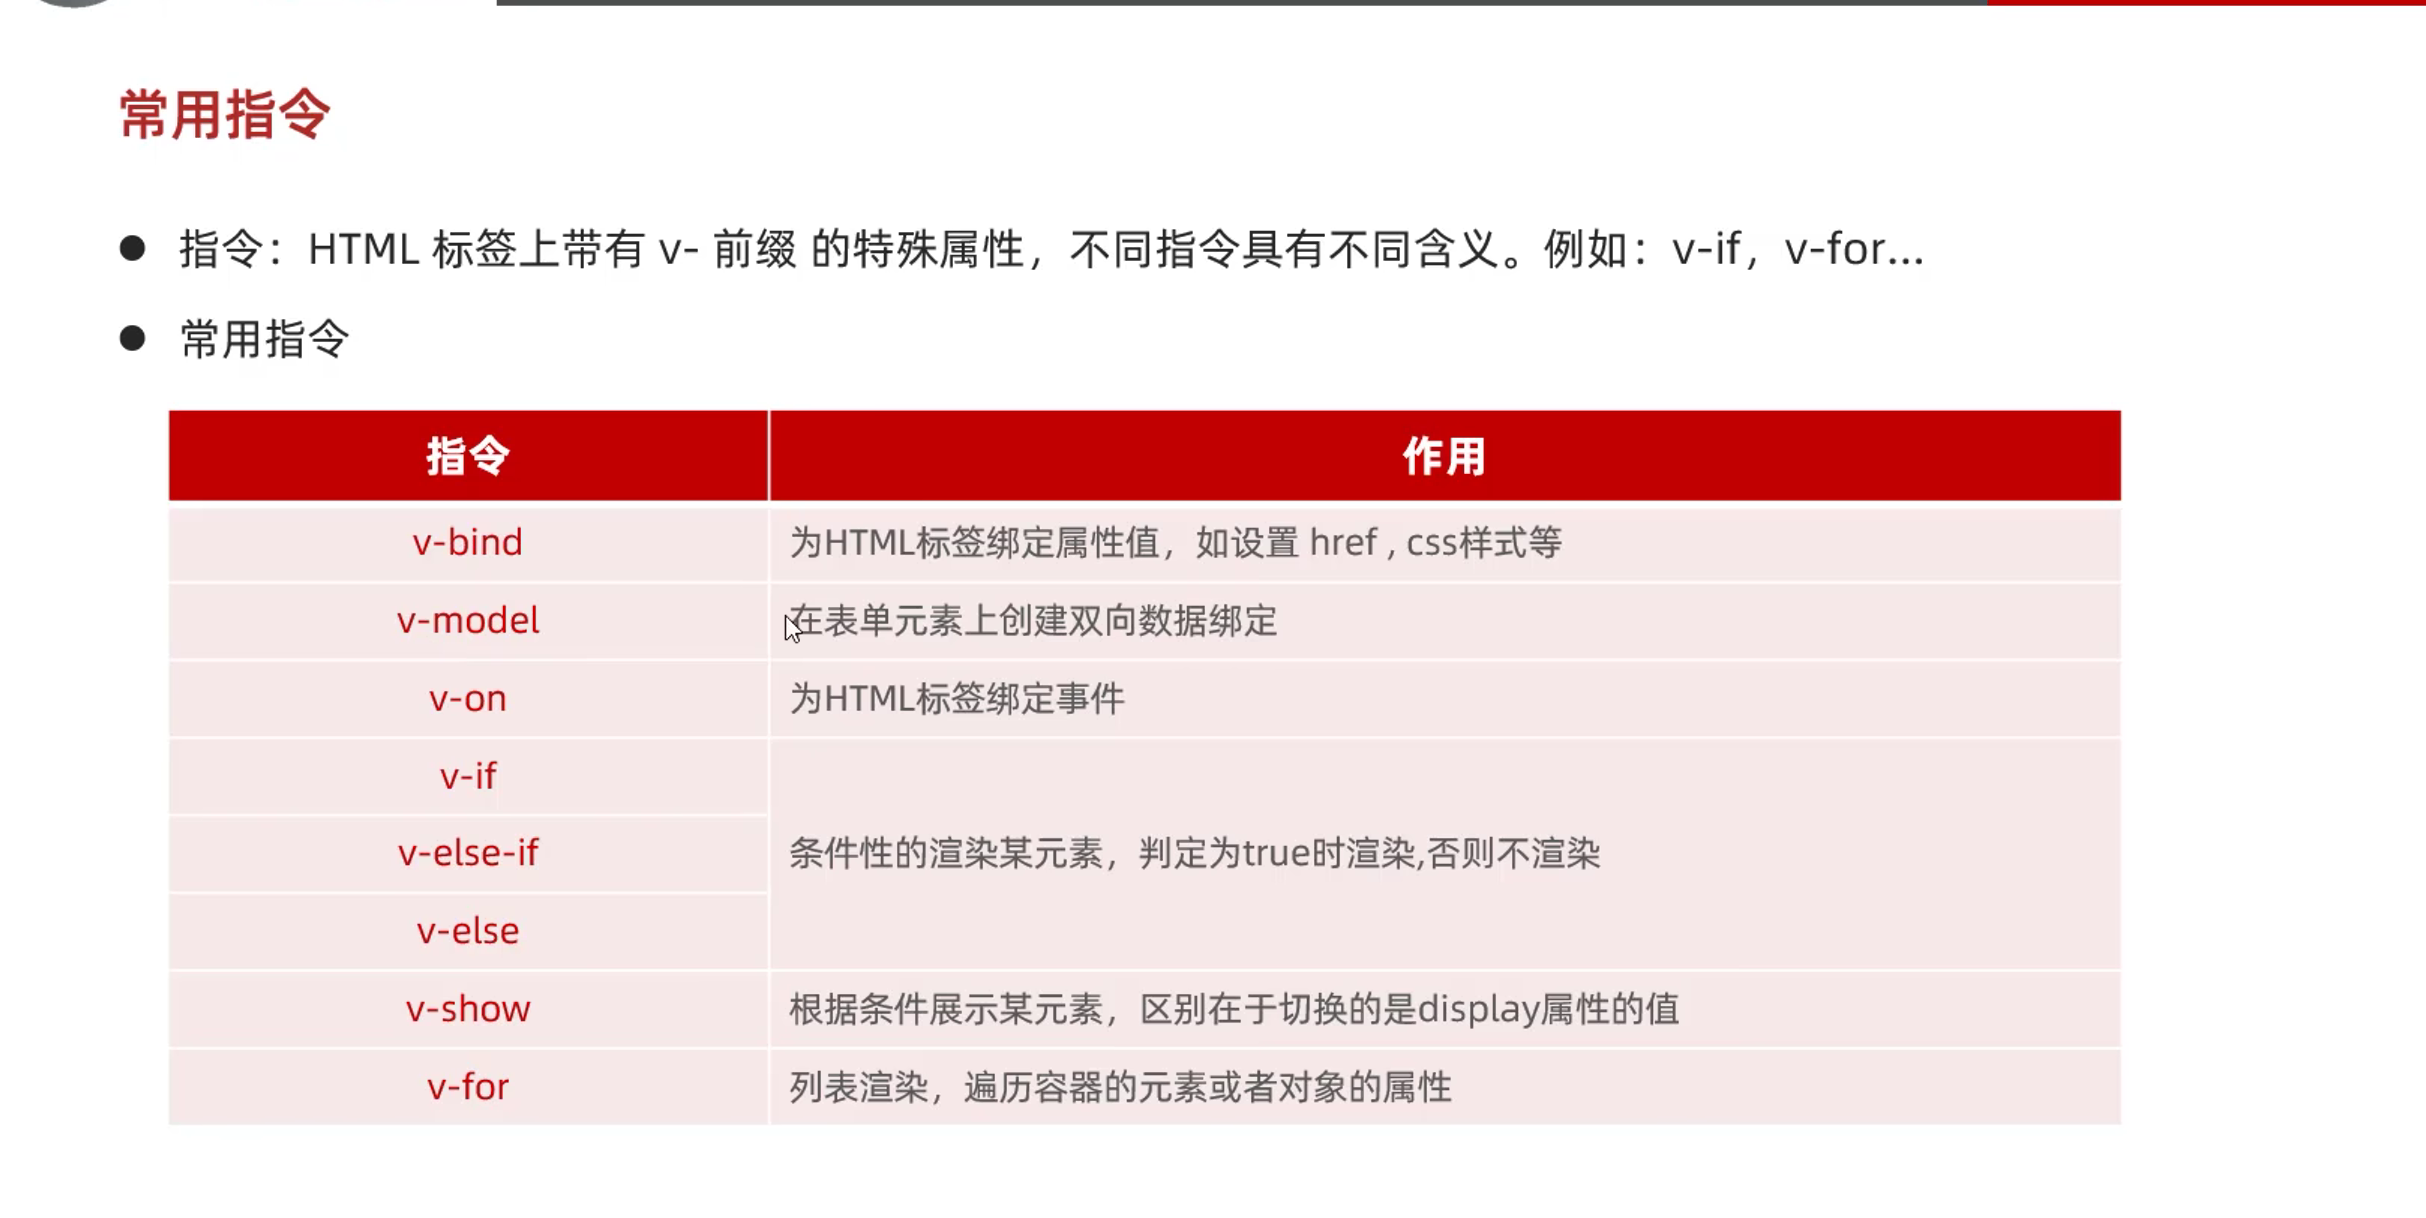 常用指令
指令：HTML 标签上带有 v- 前缀 的特殊属性，不同指令具有不同含义。例如：v-if，v-for...
常用指令
指令 作用
v-bind 为HTML标签绑定属性值，如设置 href , css样式等
v-model 在表单元素上创建双向数据绑定
v-on 为HTML标签绑定事件
v-if
v-else-if 条件性的渲染某元素，判定为true时渲染,否则不渲染
v-else
v-show 根据条件展示某元素，区别在于切换的是display属性的值
v-for 列表渲染，遍历容器的元素或者对象的属性